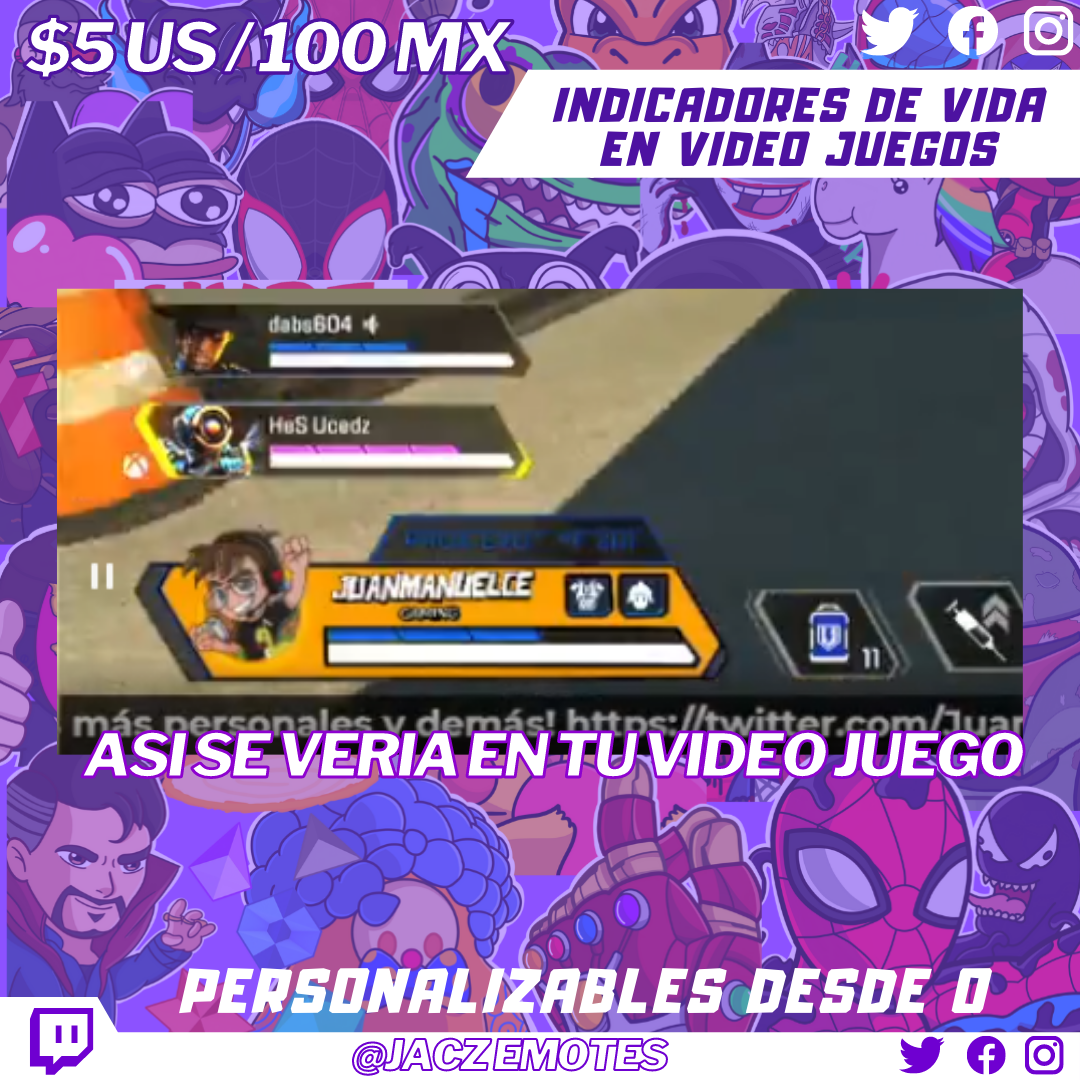 $5 US / 100 MX
INDICADORES DE VIDA
EN VIDEO JUEGOS
dabs604
HeS Ucedz
JUANMANUELCE
GAMING
11
más personales y demás! https://twitter.com/Juan
ASI SE VERIA EN TU VIDEO JUEGO
PERSONALIZABLES DESDE 0
@JACZEMOTES